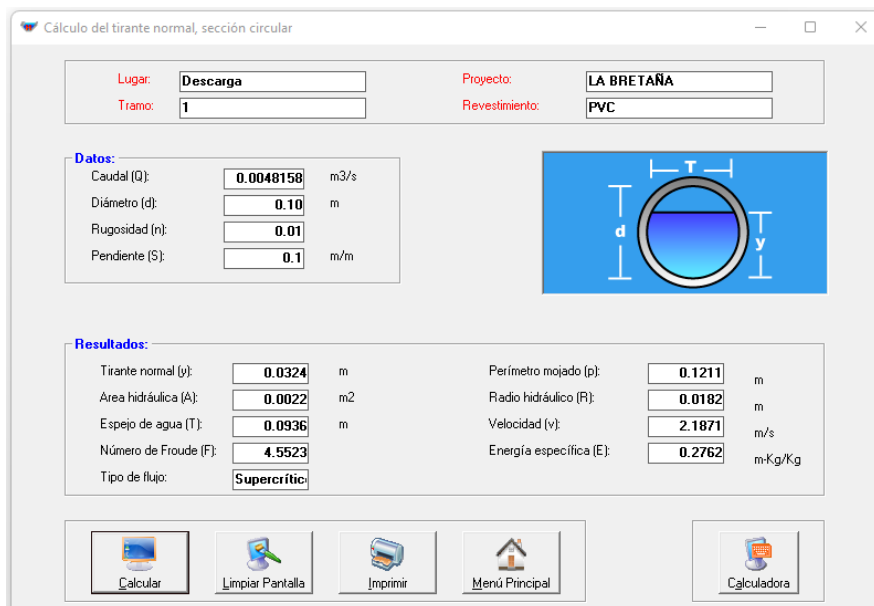 Cálculo del tirante normal, sección circular
Lugar: Descarga Proyecto: LA BRETAÑA
Tramo: 1 Revestimiento: PVC
Datos:
Caudal (Q): 0.0048158 m3/s
Diámetro (d): 0.10 m
Rugosidad (n): 0.01
Pendiente (S): 0.1 m/m
T
d
y
Resultados:
Tirante normal (y): 0.0324 m Perímetro mojado (p): 0.1211 m
Area hidráulica (A): 0.0022 m2 Radio hidráulico (R): 0.0182 m
Espejo de agua (T): 0.0936 m Velocidad (v): 2.1871 m/s
Número de Froude (F): 4.5523 Energía específica (E): 0.2762 m-Kg/Kg
Tipo de flujo: Supercrític
Calcular Limpiar Pantalla Imprimir Menú Principal Calculadora